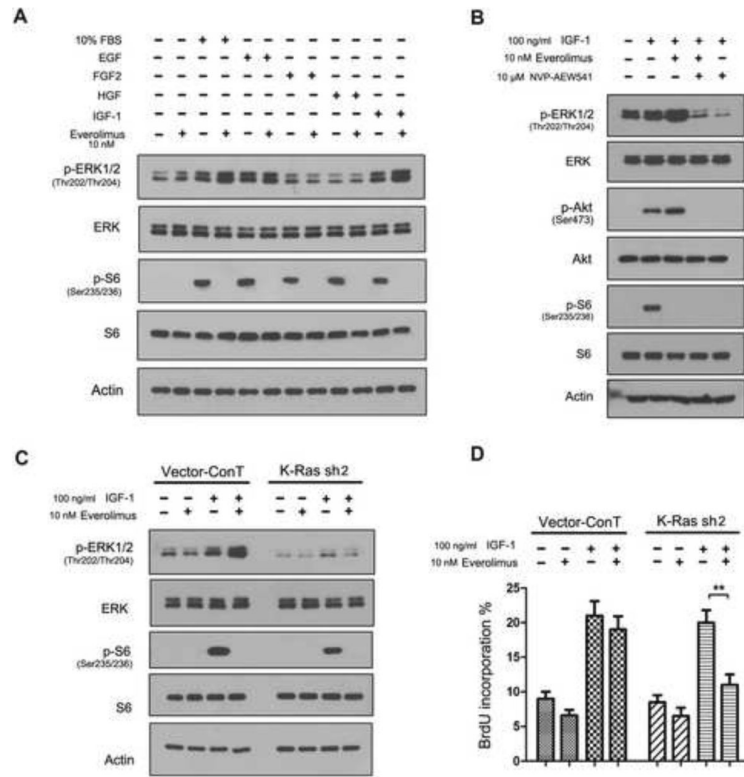 A
10% FBS – – + + – – – – – – – –
EGF – – – – + + – – – – – –
FGF2 – – – – – – + + – – – –
HGF – – – – – – – – + + – –
IGF-1 – – – – – – – – – – + +
Everolimus – + – + – + – + – + – +
10 nM
p-ERK1/2
(Thr202/Thr204)
ERK
p-S6
(Ser235/236)
S6
Actin
B
100 ng/ml IGF-1 – + + + +
10 nM Everolimus – – + + –
10 µM NVP-AEW541 – – – + +
p-ERK1/2
(Thr202/Thr204)
ERK
p-Akt
(Ser473)
Akt
p-S6
(Ser235/236)
S6
Actin
C
Vector-ConT K-Ras sh2
100 ng/ml IGF-1 – – + + – – + +
10 nM Everolimus – + – + – + – +
p-ERK1/2
(Thr202/Thr204)
ERK
p-S6
(Ser235/236)
S6
Actin
D
Vector-ConT K-Ras sh2
100 ng/ml IGF-1 – – + + – – + +
10 nM Everolimus – + – + – + – +
BrdU incorporation %
25
20
15
10
5
0
**